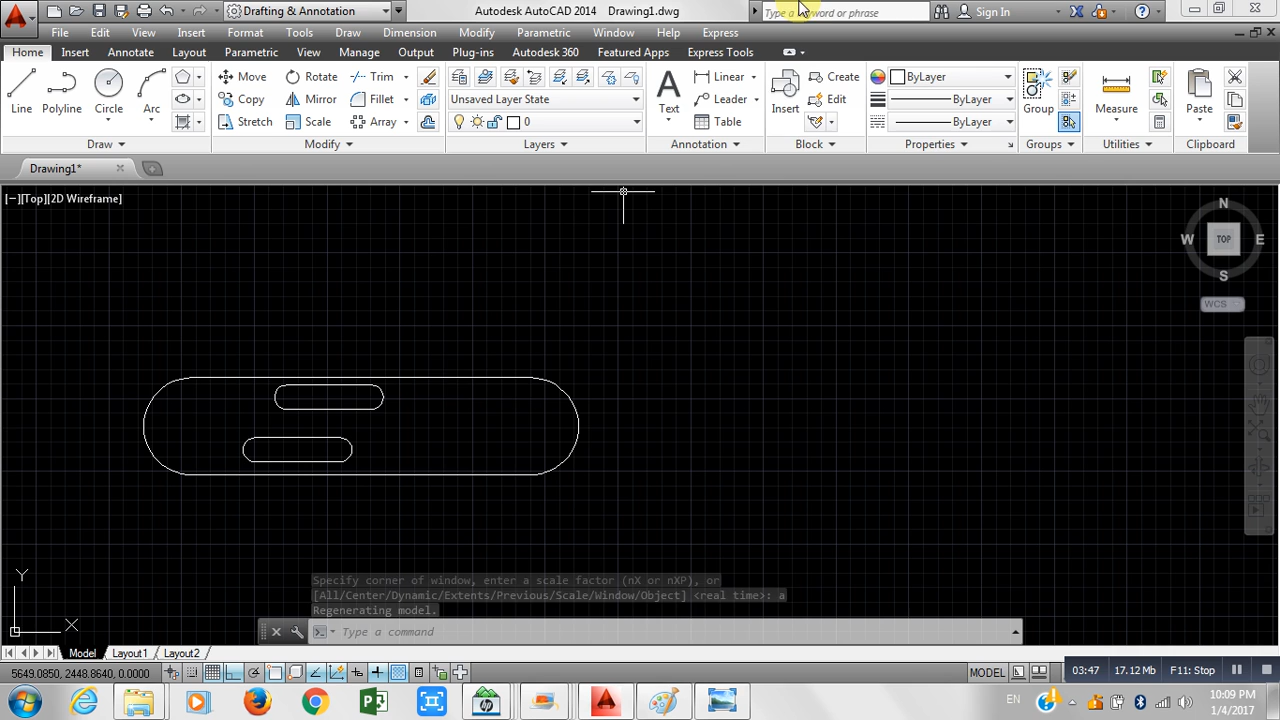 Drafting & Annotation
Autodesk AutoCAD 2014 Drawing1.dwg
Type a keyword or phrase
Sign In
File Edit View Insert Format Tools Draw Dimension Modify Parametric Window Help Express
Home Insert Annotate Layout Parametric View Manage Output Plug-ins Autodesk 360 Featured Apps Express Tools
Line Polyline Circle Arc
Move Rotate Trim
Copy Mirror Fillet
Stretch Scale Array
Unsaved Layer State
0
Text
Linear
Leader
Table
Insert
Create
Edit
ByLayer
ByLayer
ByLayer
Group
Measure
Paste
Draw Modify Layers Annotation Block Properties Groups Utilities Clipboard
Drawing1*
[−][Top][2D Wireframe]
N
W TOP E
S
WCS
Specify corner of window, enter a scale factor (nX or nXP), or
[All/Center/Dynamic/Extents/Previous/Scale/Window/Object] <real time>: a
Regenerating model.
Type a command
Y
X
Model Layout1 Layout2
5649.0850, 2448.8640, 0.0000
MODEL
03:47 17.12 Mb F11: Stop
EN
10:09 PM
1/4/2017